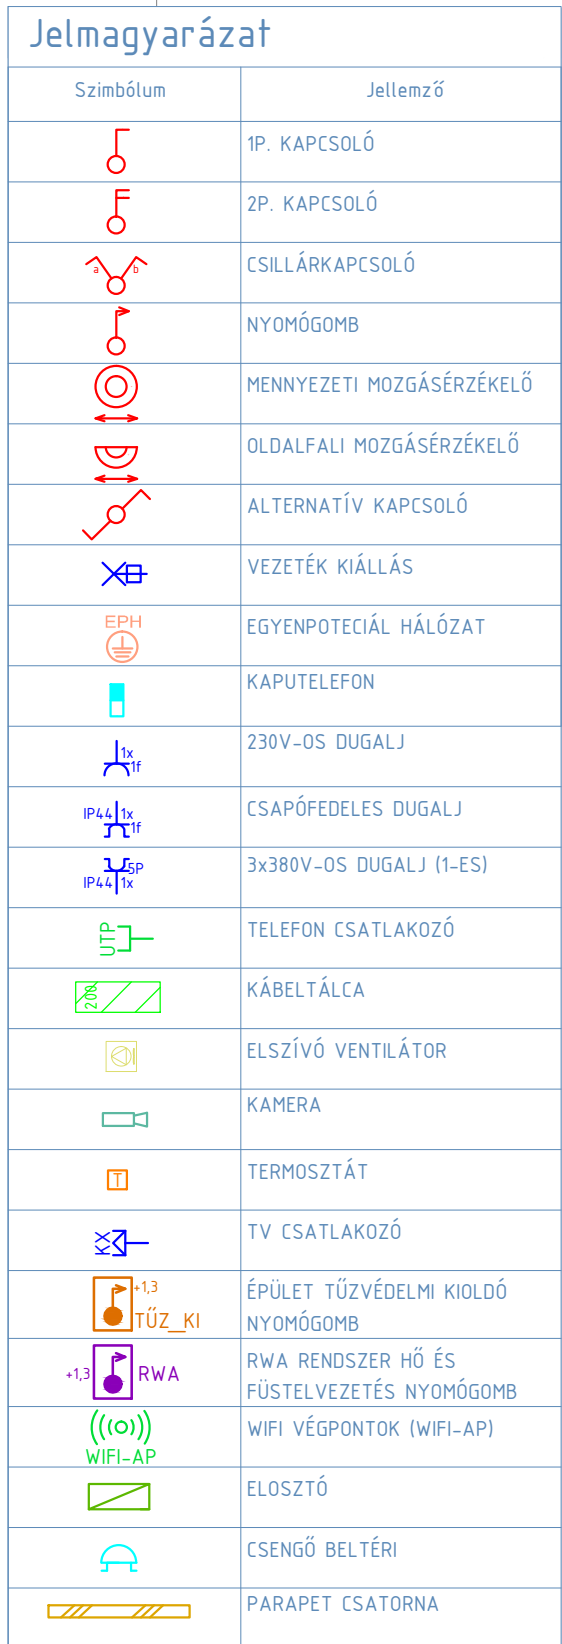 Jelmagyarázat
Szimbólum Jellemző
1P. KAPCSOLÓ
2P. KAPCSOLÓ
a b CSILLÁRKAPCSOLÓ
NYOMÓGOMB
MENNYEZETI MOZGÁSÉRZÉKELŐ
OLDALFALI MOZGÁSÉRZÉKELŐ
ALTERNATÍV KAPCSOLÓ
VEZETÉK KIÁLLÁS
EPH
EGYENPOTECIÁL HÁLÓZAT
KAPUTELEFON
230V-OS DUGALJ
1x
1f
CSAPÓFEDELES DUGALJ
IP44 1x
1f
3x380V-OS DUGALJ (1-ES)
5P
IP44 1x
UTP
TELEFON CSATLAKOZÓ
200
KÁBELTÁLCA
ELSZÍVÓ VENTILÁTOR
KAMERA
T
TERMOSZTÁT
KX
TV CSATLAKOZÓ
+1,3
TŰZ_KI
ÉPÜLET TŰZVÉDELMI KIOLDÓ
NYOMÓGOMB
+1,3 RWA
RWA RENDSZER HŐ ÉS
FÜSTELVEZETÉS NYOMÓGOMB
WIFI-AP
WIFI VÉGPONTOK (WIFI-AP)
ELOSZTÓ
CSENGŐ BELTÉRI
PARAPET CSATORNA